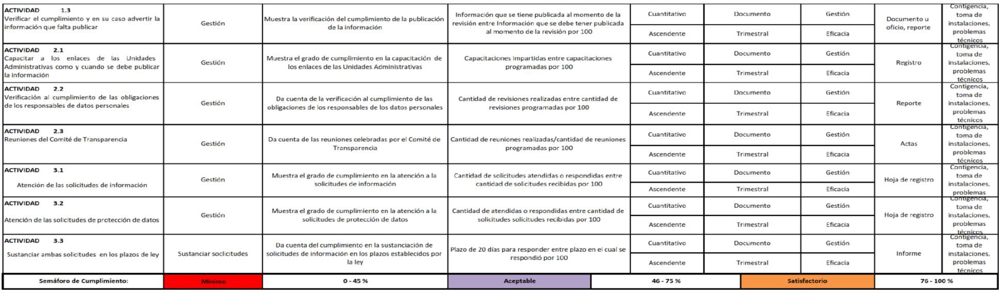 ACTIVIDAD 1.3
Verificar el cumplimiento y en su caso advertir la
información que falta publicar
Gestión
Muestra la verificación del cumplimiento de la publicación
de la información
Información que se tiene publicada al momento de la
revisión entre Información que se debe tener publicada
al momento de la revisión por 100
Cuantitativo
Documento
Gestión
Ascendente
Trimestral
Eficacia
Documento u
oficio, reporte
Contigencia,
toma de
instalaciones,
problemas
técnicos
ACTIVIDAD 2.1
Capacitar a los enlaces de las Unidades
Administrativas como y cuando se debe publicar
la información
Gestión
Muestra el grado de cumplimiento en la capacitación de
los enlaces de las Unidades Administrativas
Capacitaciones Impartidas entre capacitaciones
programadas por 100
Cuantitativo
Documento
Gestión
Ascendente
Trimestral
Eficacia
Registro
Contigencia,
toma de
instalaciones,
problemas
técnicos
ACTIVIDAD 2.2
Verificación al cumplimiento de las obligaciones
de los responsables de datos personales
Gestión
Da cuenta de la verificación al cumplimiento de las
obligaciones de los responsables de los datos personales
Cantidad de revisiones realizadas entre cantidad de
revisiones programadas por 100
Cuantitativo
Documento
Gestión
Ascendente
Trimestral
Eficacia
Reporte
Contigencia,
toma de
instalaciones,
problemas
técnicos
ACTIVIDAD 2.3
Reuniones del Comité de Transparencia
Gestión
Da cuenta de las reuniones celebradas por el Comité de
Transparencia
Cantidad de reuniones realizadas/cantidad de reuniones
programadas por 100
Cuantitativo
Documento
Gestión
Ascendente
Trimestral
Eficacia
Actas
Contigencia,
toma de
instalaciones,
problemas
técnicos
ACTIVIDAD 3.1
Atención de las solicitudes de información
Gestión
Muestra el grado de cumplimiento en la atención a la
solicitudes de información
Cantidad de solicitudes atendidas o respondidas entre
cantidad de solicitudes recibidas por 100
Cuantitativo
Documento
Gestión
Ascendente
Trimestral
Eficacia
Hoja de registro
Contigencia,
toma de
instalaciones,
problemas
ACTIVIDAD 3.2
Atención de las solicitudes de protección de datos
Gestión
Muestra el grado de cumplimiento en la atención a la
solicitudes de protección de datos
Cantidad de atendidas o respondidas entre cantidad de
solicitudes solicitudes recibidas por 100
Cuantitativo
Documento
Gestión
Ascendente
Trimestral
Eficacia
Hoja de registro
Contigencia,
toma de
instalaciones,
problemas
técnicos
ACTIVIDAD 3.3
Sustanciar ambas solicitudes en los plazos de ley
Sustanciar soclicitudes
Da cuenta del cumplimiento en la sustanciación de
solicitudes de información en los plazos establecidos por
la ley
Plazo de 20 días para responder entre plazo en el cual se
respondió por 100
Cuantitativo
Documento
Gestión
Ascendente
Trimestral
Eficacia
Informe
Contigencia,
toma de
instalaciones,
problemas
técnicos
Semáforo de Cumplimiento:
Mínimo
0 - 45 %
Aceptable
46 - 75 %
Satisfactorio
76 - 100 %